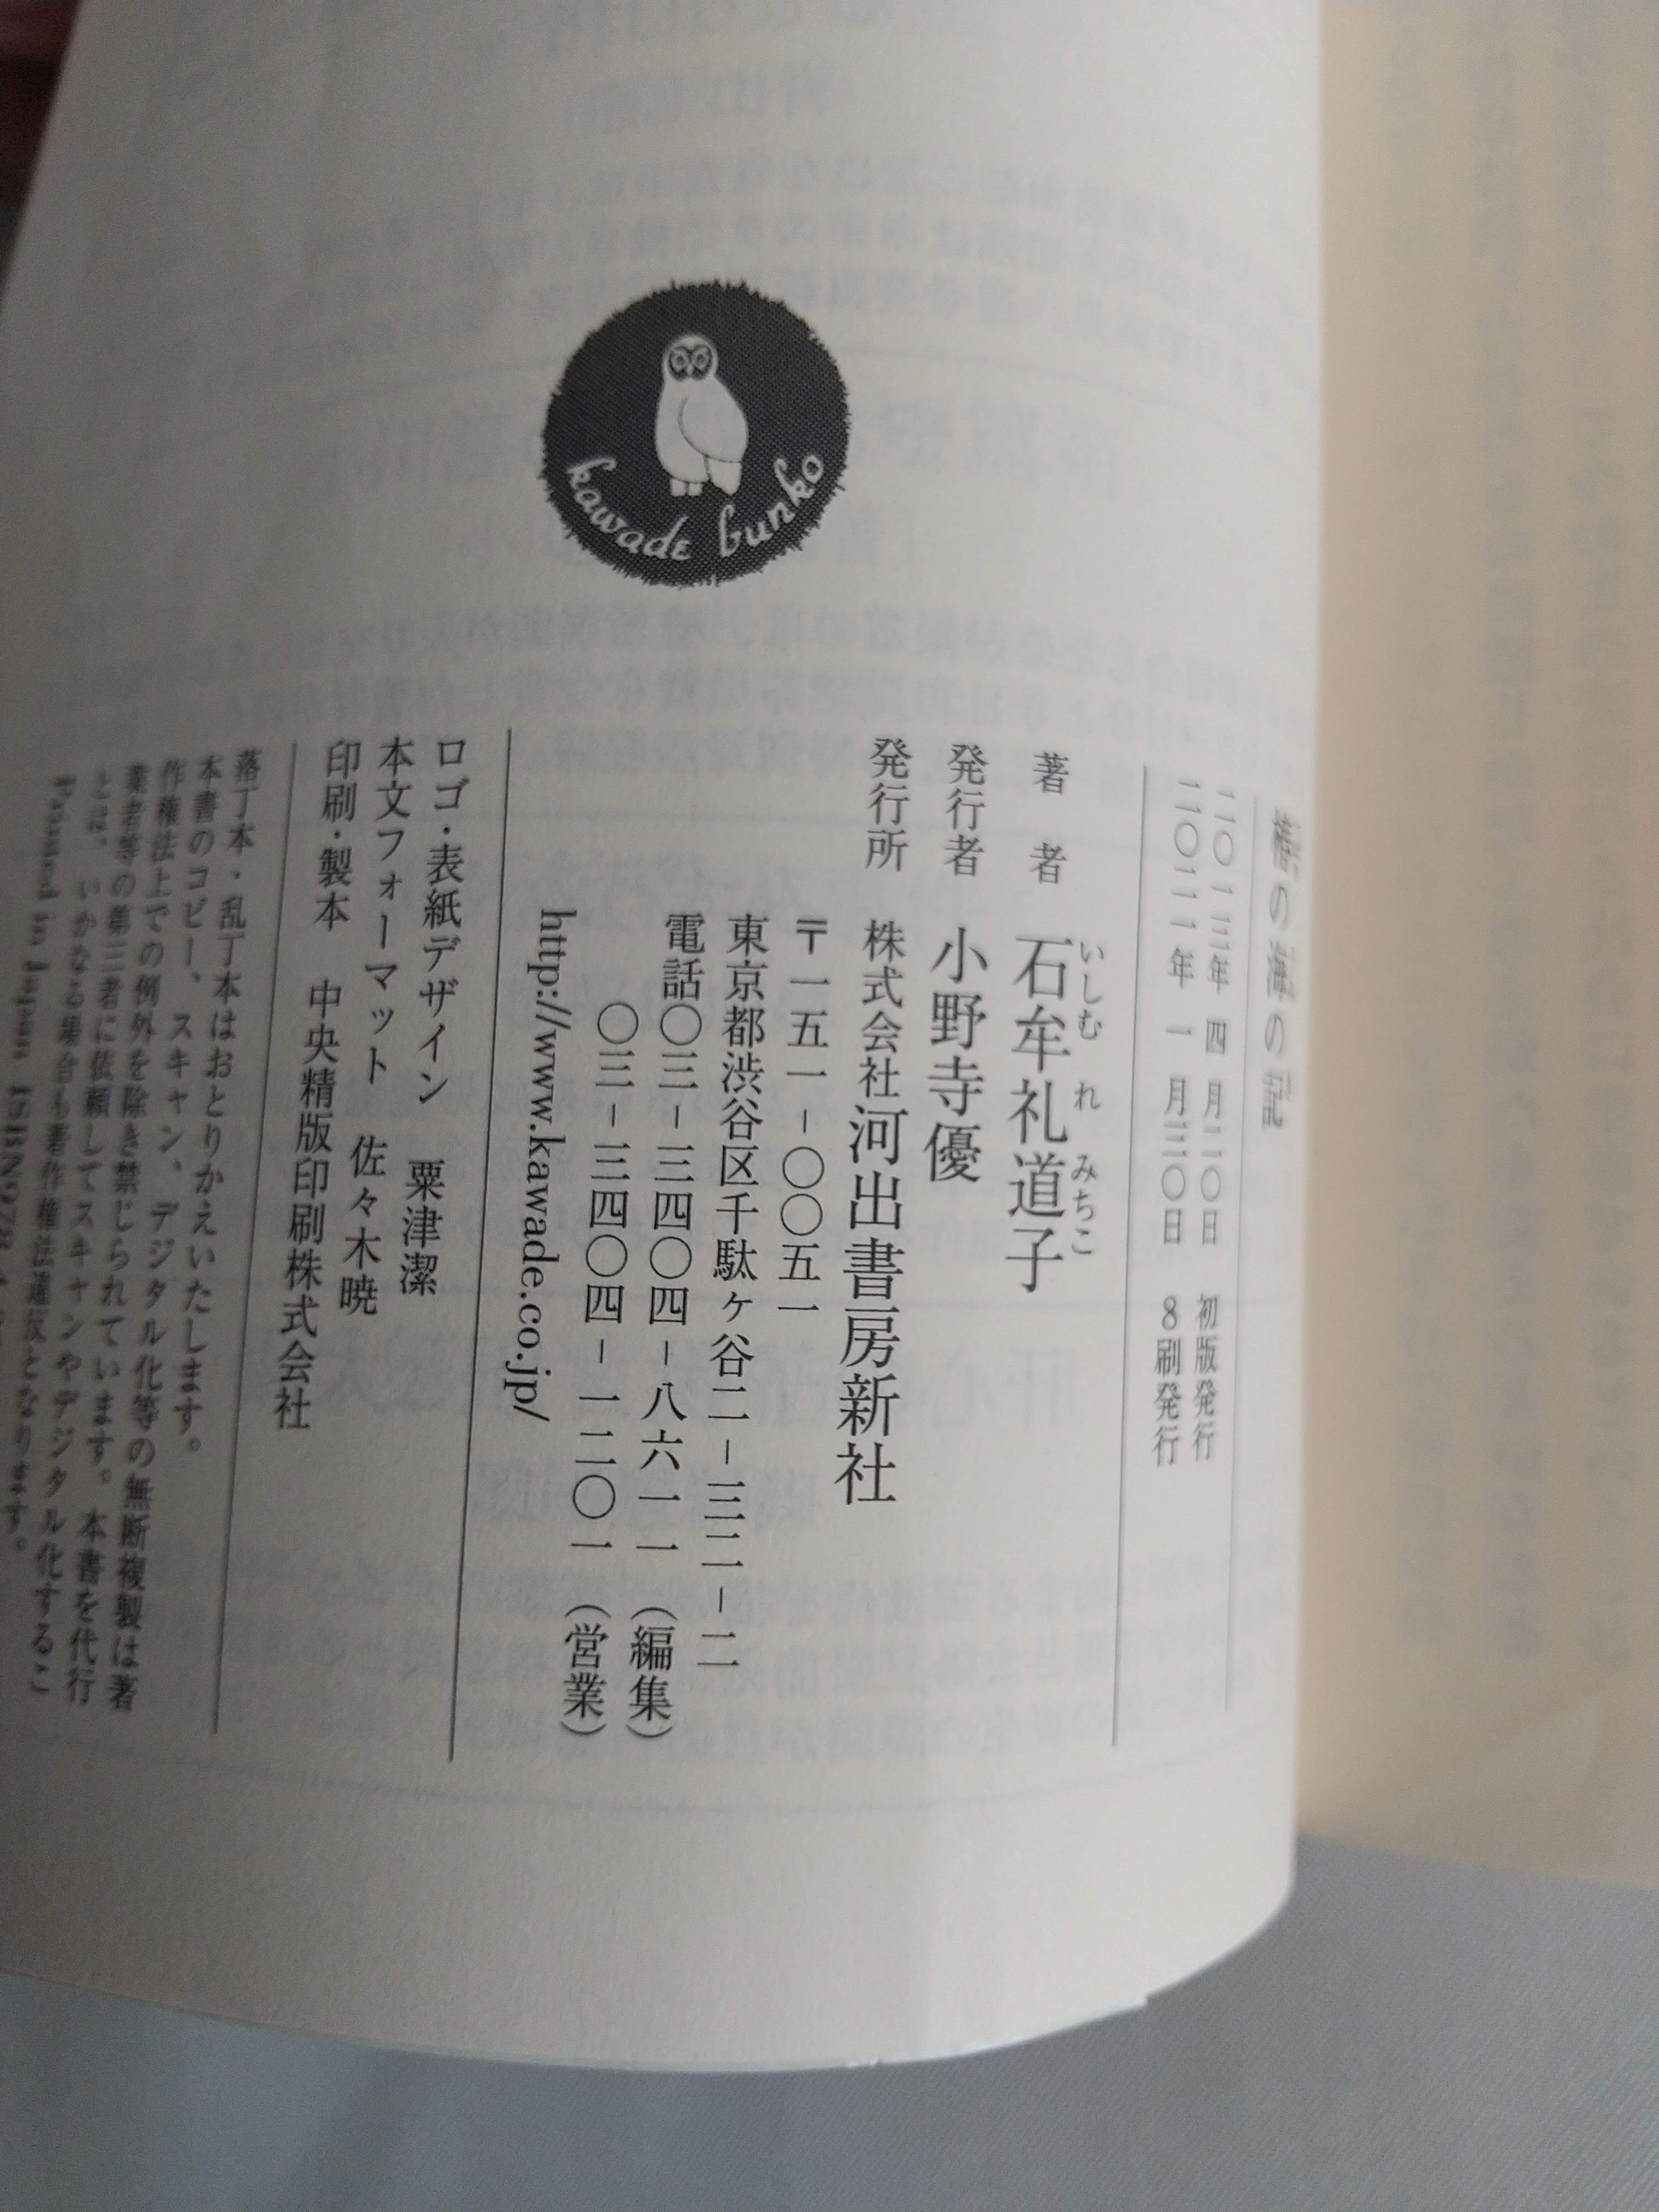 kawade bunko
椿の海の記
二〇一三年 四 月二〇日 初版発行
二〇二一年 一 月三〇日 8刷発行
著 者 石牟礼道子
いしむ れ みちこ
発行者 小野寺優
発行所 株式会社河出書房新社
〒一五一-〇〇五一
東京都渋谷区千駄ヶ谷二-三二-二
電話〇三-三四〇四-八六一一(編集)
〇三-三四〇四-一二〇一(営業)
http://www.kawade.co.jp/
ロゴ・表紙デザイン 粟津潔
本文フォーマット 佐々木暁
印刷・製本 中央精版印刷株式会社
落丁本・乱丁本はおとりかえいたします。
本書のコピー、スキャン、デジタル化等の無断複製は著
作権法上での例外を除き禁じられています。本書を代行
業者等の第三者に依頼してスキャンやデジタル化するこ
とは、いかなる場合も著作権法違反となります。
Printed in Japan ISBN978-4